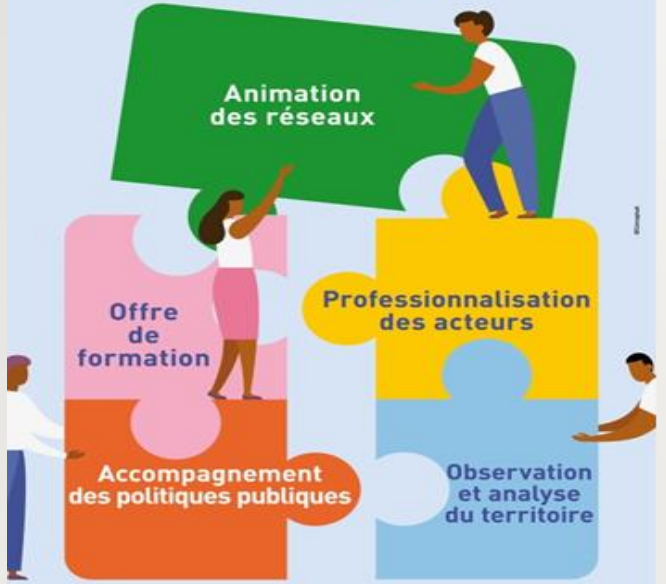 Animation
des réseaux
Offre
de
formation
Professionnalisation
des acteurs
Accompagnement
des politiques publiques
Observation
et analyse
du territoire